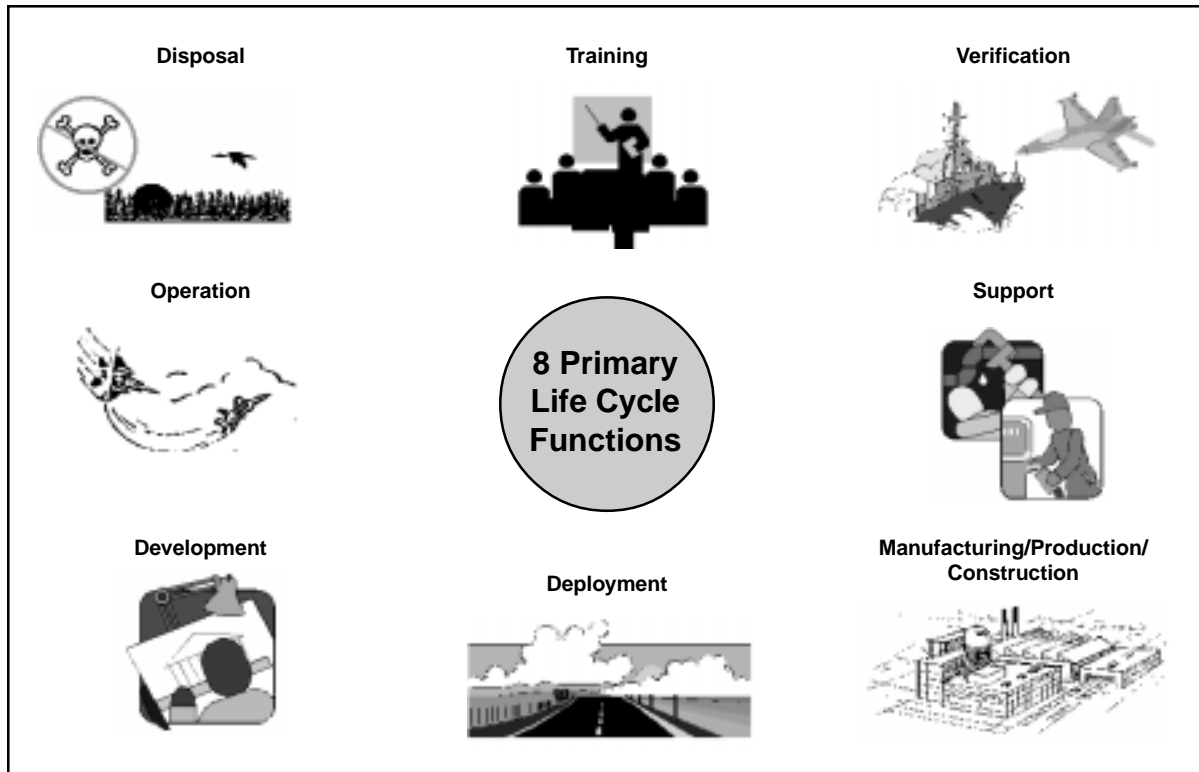 Disposal
Training
Verification
Operation
8 Primary
Life Cycle
Functions
Support
Development
Deployment
Manufacturing/Production/
Construction